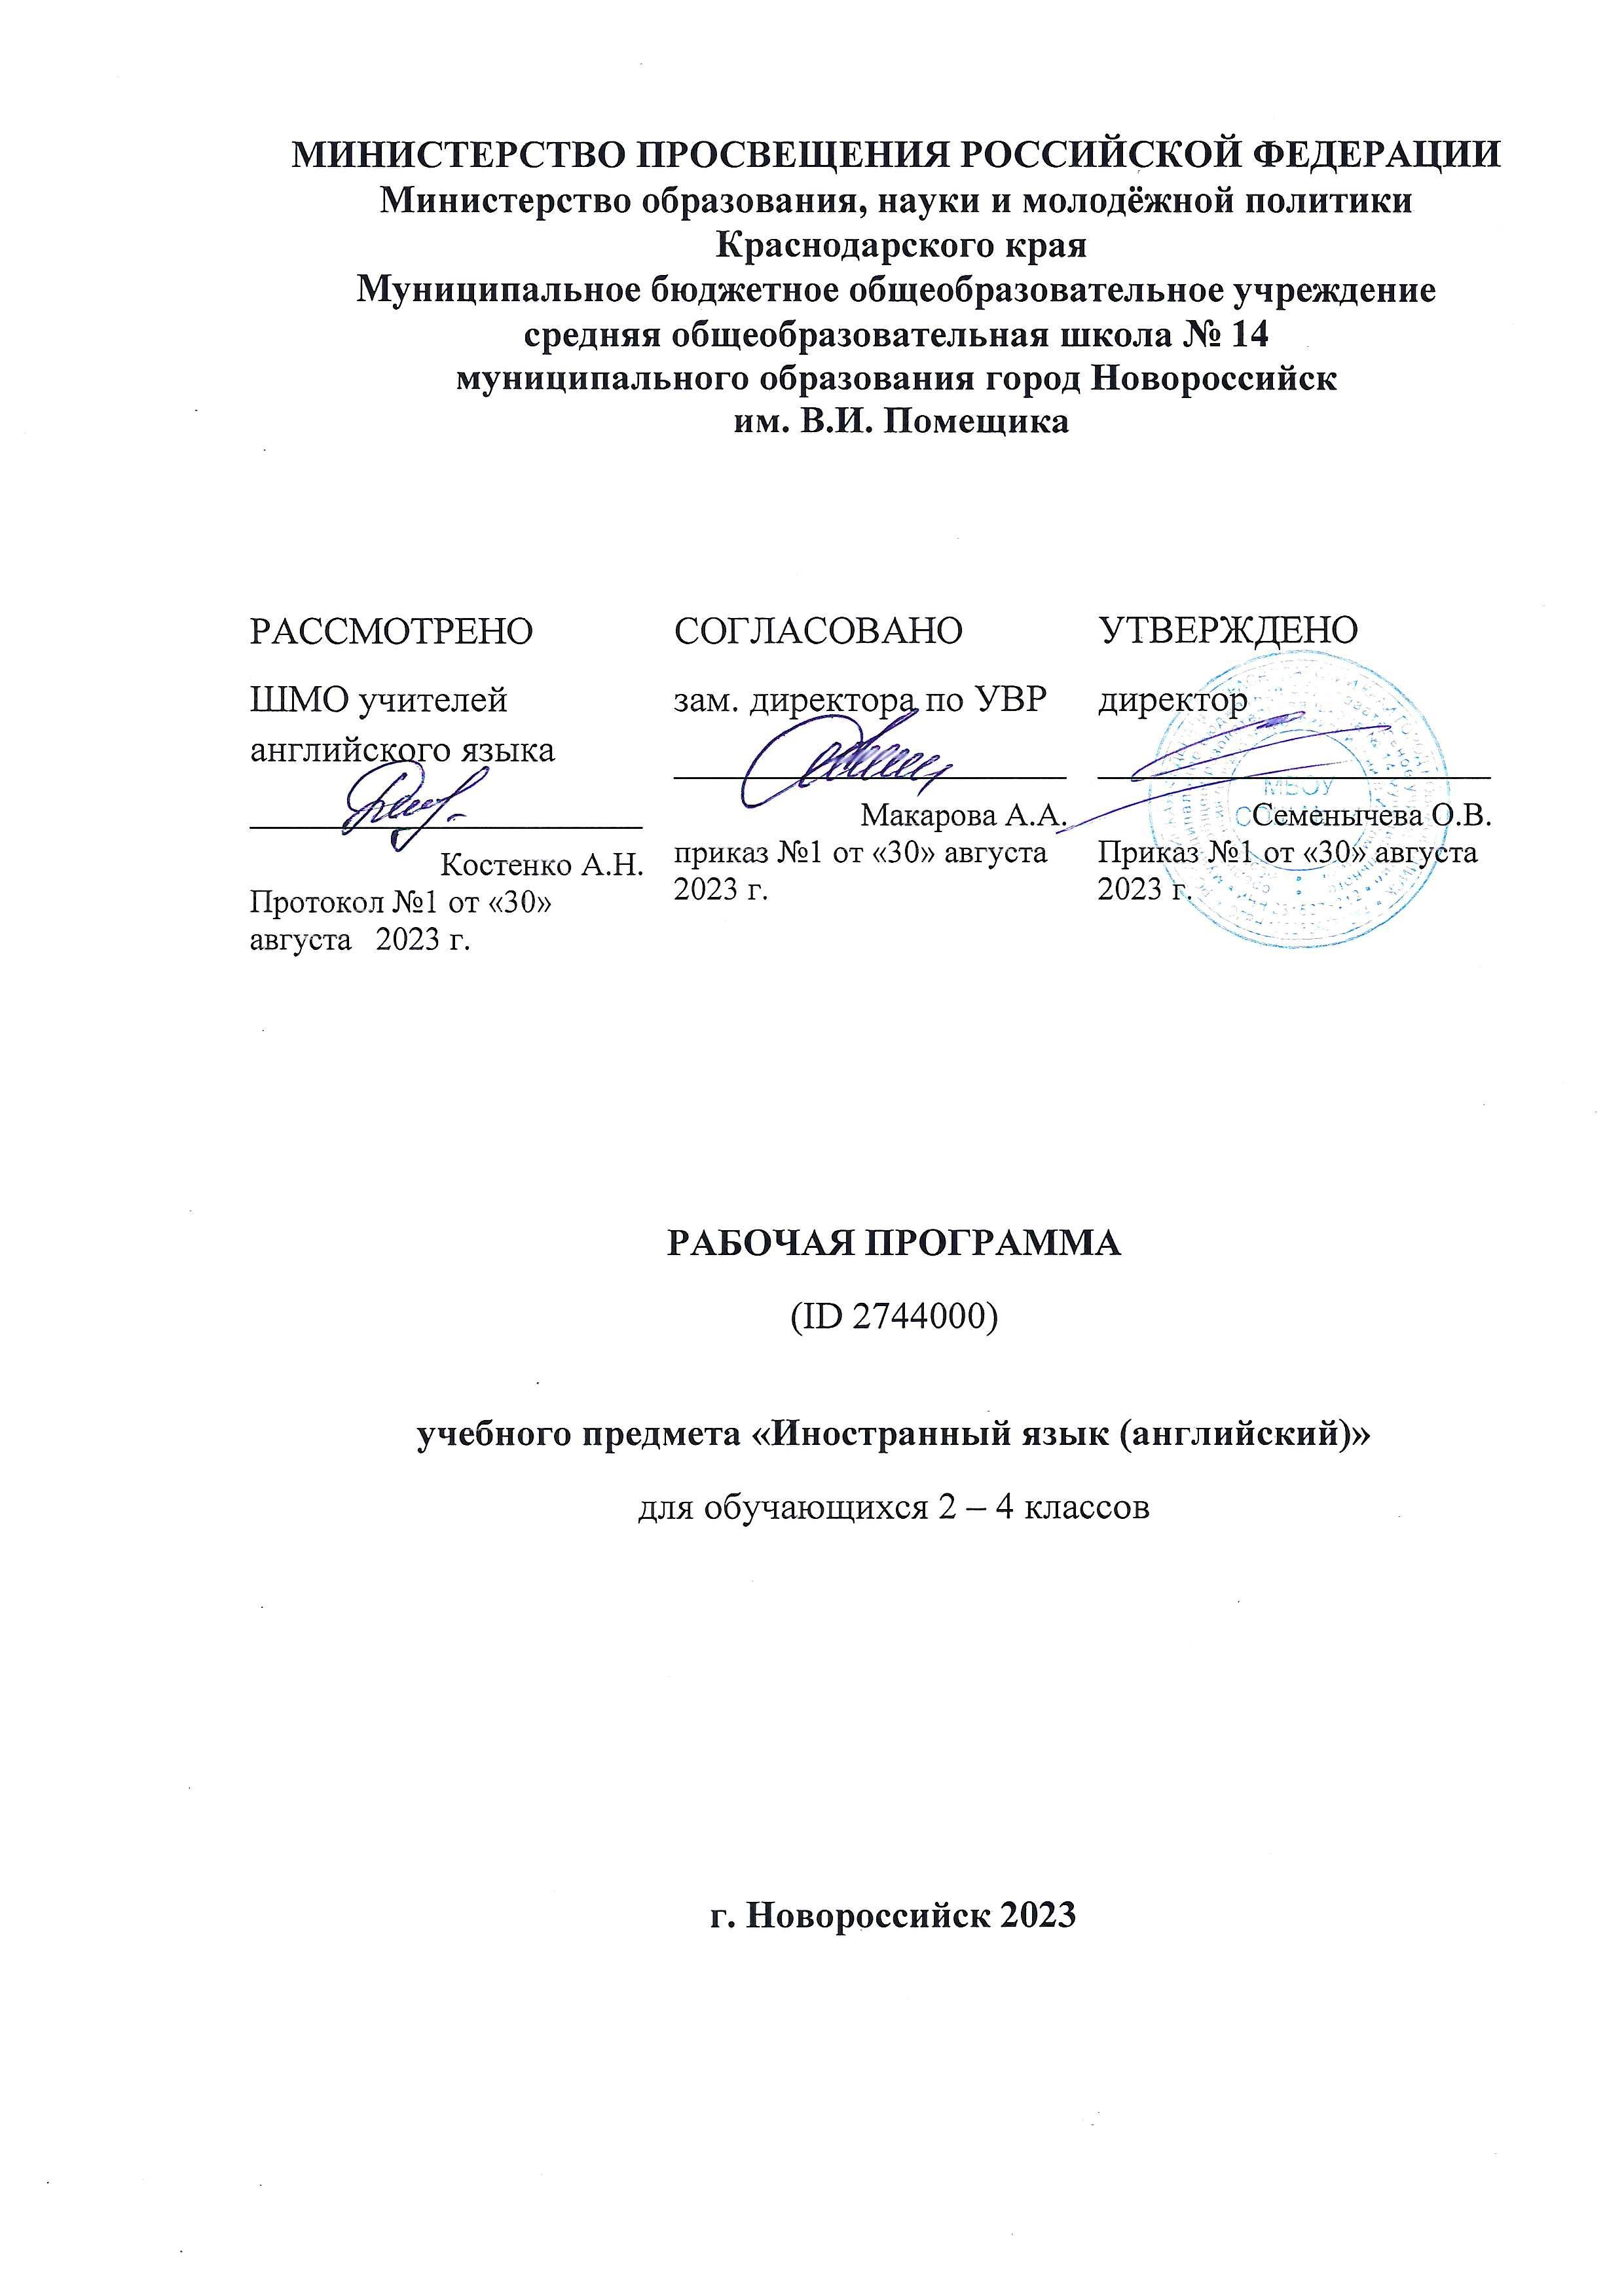 МИНИСТЕРСТВО ПРОСВЕЩЕНИЯ РОССИЙСКОЙ ФЕДЕРАЦИИ
Министерство образования, науки и молодёжной политики
Краснодарского края
Муниципальное бюджетное общеобразовательное учреждение
средняя общеобразовательная школа № 14
муниципального образования город Новороссийск
им. В.И. Помещика
РАССМОТРЕНО
ШМО учителей
английского языка
Костенко А.Н.
Протокол №1 от «30»
августа 2023 г.
СОГЛАСОВАНО
зам. директора по УВР
Макарова А.А.
приказ №1 от «30» августа
2023 г.
УТВЕРЖДЕНО
директор
МБОУ
Семенычева О.В.
Приказ №1 от «30» августа
2023 г.
РАБОЧАЯ ПРОГРАММА
(ID 2744000)
учебного предмета «Иностранный язык (английский)»
для обучающихся 2 – 4 классов
г. Новороссийск 2023